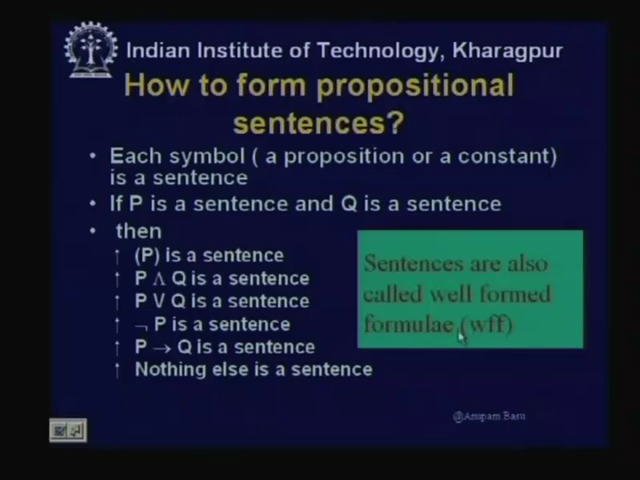 Indian Institute of Technology, Kharagpur
How to form propositional
sentences?
• Each symbol ( a proposition or a constant)
is a sentence
• If P is a sentence and Q is a sentence
• then
↑ (P) is a sentence
↑ P Λ Q is a sentence
↑ P V Q is a sentence
↑ ¬ P is a sentence
↑ P → Q is a sentence
↑ Nothing else is a sentence
Sentences are also
called well formed
formulae (wff)
@Anupam Basu